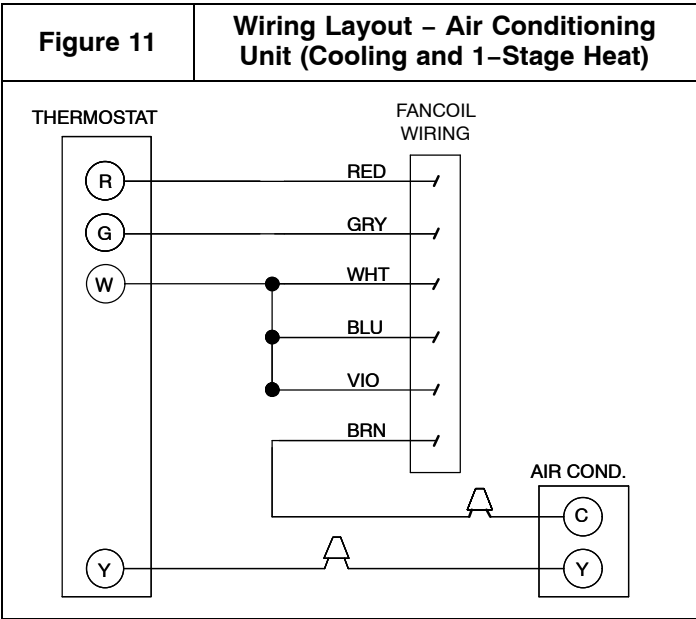 Figure 11
Wiring Layout – Air Conditioning
Unit (Cooling and 1–Stage Heat)
THERMOSTAT
FANCOIL
WIRING
R
RED
G
GRY
W
WHT
BLU
VIO
BRN
AIR COND.
C
Y
Y